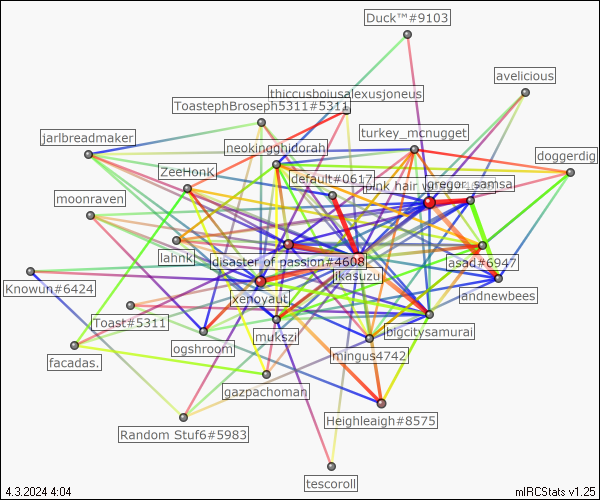 Duck™#9103
avelicious
thiccusboiusalexusjoneus
ToastephBroseph5311#5311
turkey_mcnugget
jarlbreadmaker
neokingghidorah
doggerdig
ZeeHonk
default#0617
pink hair
gregor_samsa
moonraven
lahnk
disaster of passion#4608
asad#6947
ikasuzu
Knowun#6424
xenoyaut
andnewbees
Toast#5311
mukszi
bigcitysamurai
ogshroom
mingus4742
facadas.
gazpachoman
Heighleaigh#8575
Random Stuf6#5983
tescoroll
4.3.2024 4:04
mIRCStats v1.25